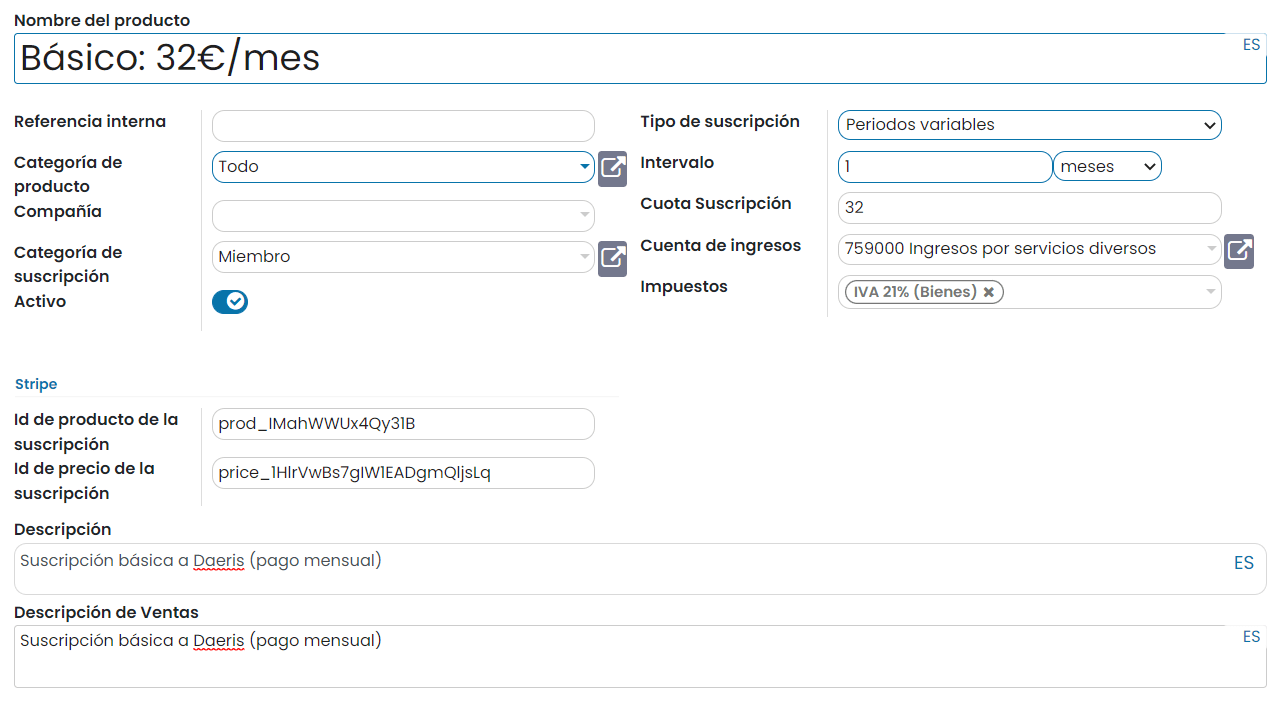 Nombre del producto
Básico: 32€/mes
ES
Referencia interna
Categoría de
producto
Todo
Compañía
Categoría de
suscripción
Miembro
Activo
Tipo de suscripción
Periodos variables
Intervalo
1
meses
Cuota Suscripción
32
Cuenta de ingresos
759000 Ingresos por servicios diversos
Impuestos
IVA 21% (Bienes)
Stripe
Id de producto de la
suscripción
prod_IMahWWUx4Qy31B
Id de precio de la
suscripción
price_1HlrVwBs7gIW1EADgmQljsLq
Descripción
Suscripción básica a Daeris (pago mensual)
ES
Descripción de Ventas
Suscripción básica a Daeris (pago mensual)
ES